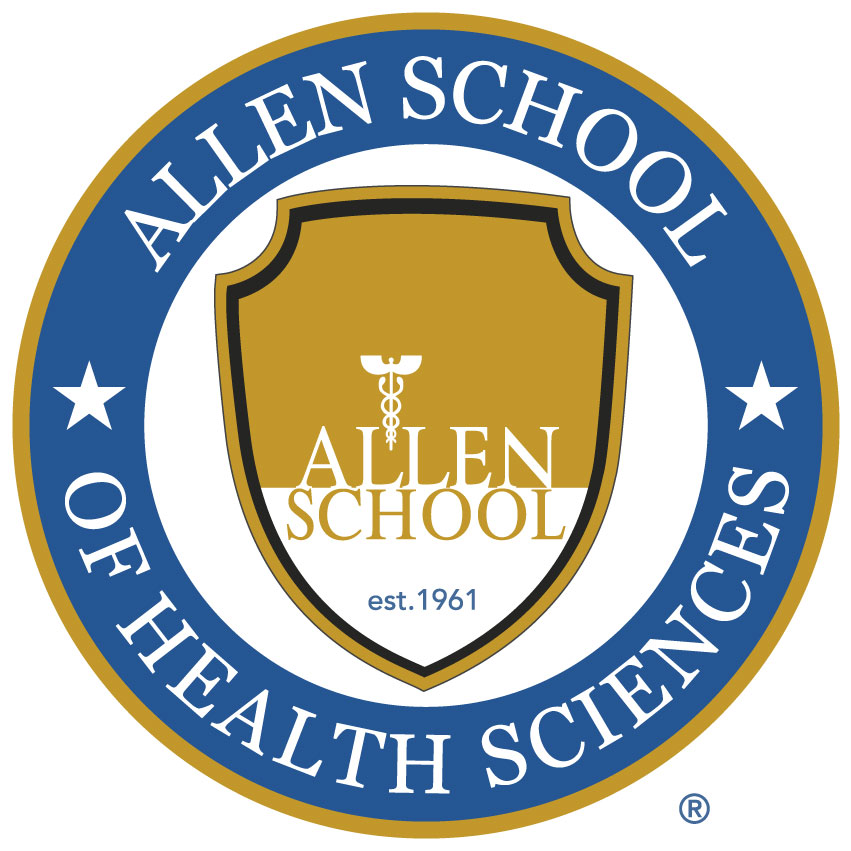 ALLEN SCHOOL
OF HEALTH SCIENCES
ALLEN
SCHOOL
est.1961
®